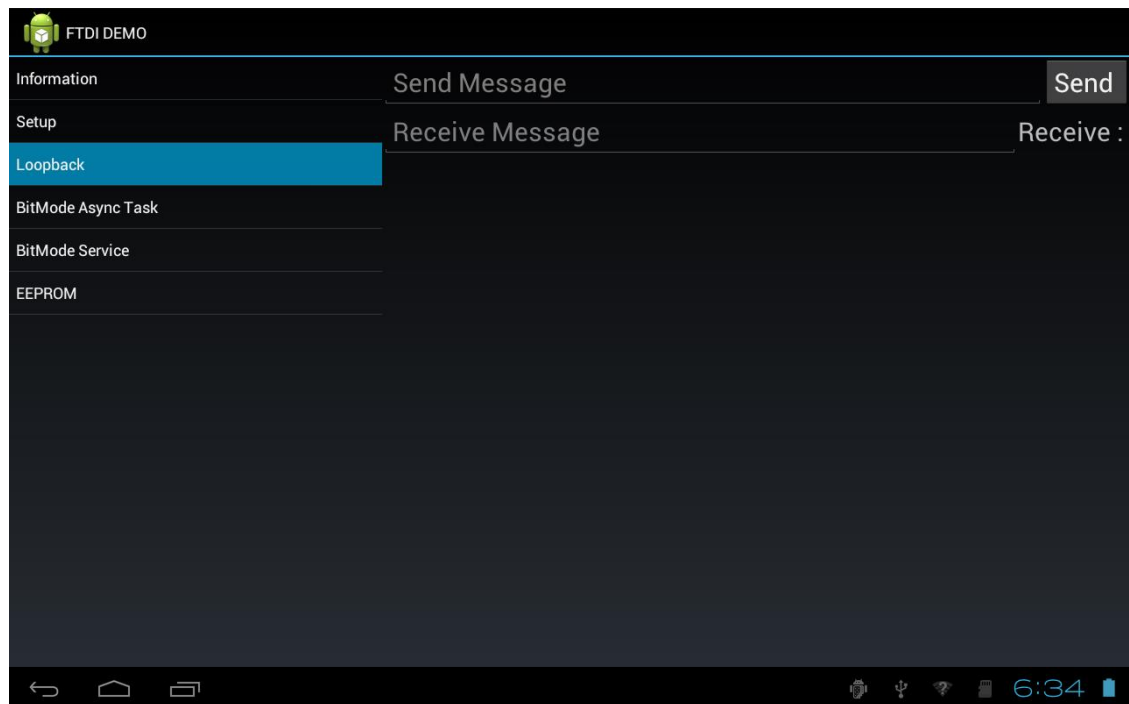 FTDI DEMO
Information
Setup
Loopback
BitMode Async Task
BitMode Service
EEPROM
Send Message
Send
Receive Message
Receive :
6:34